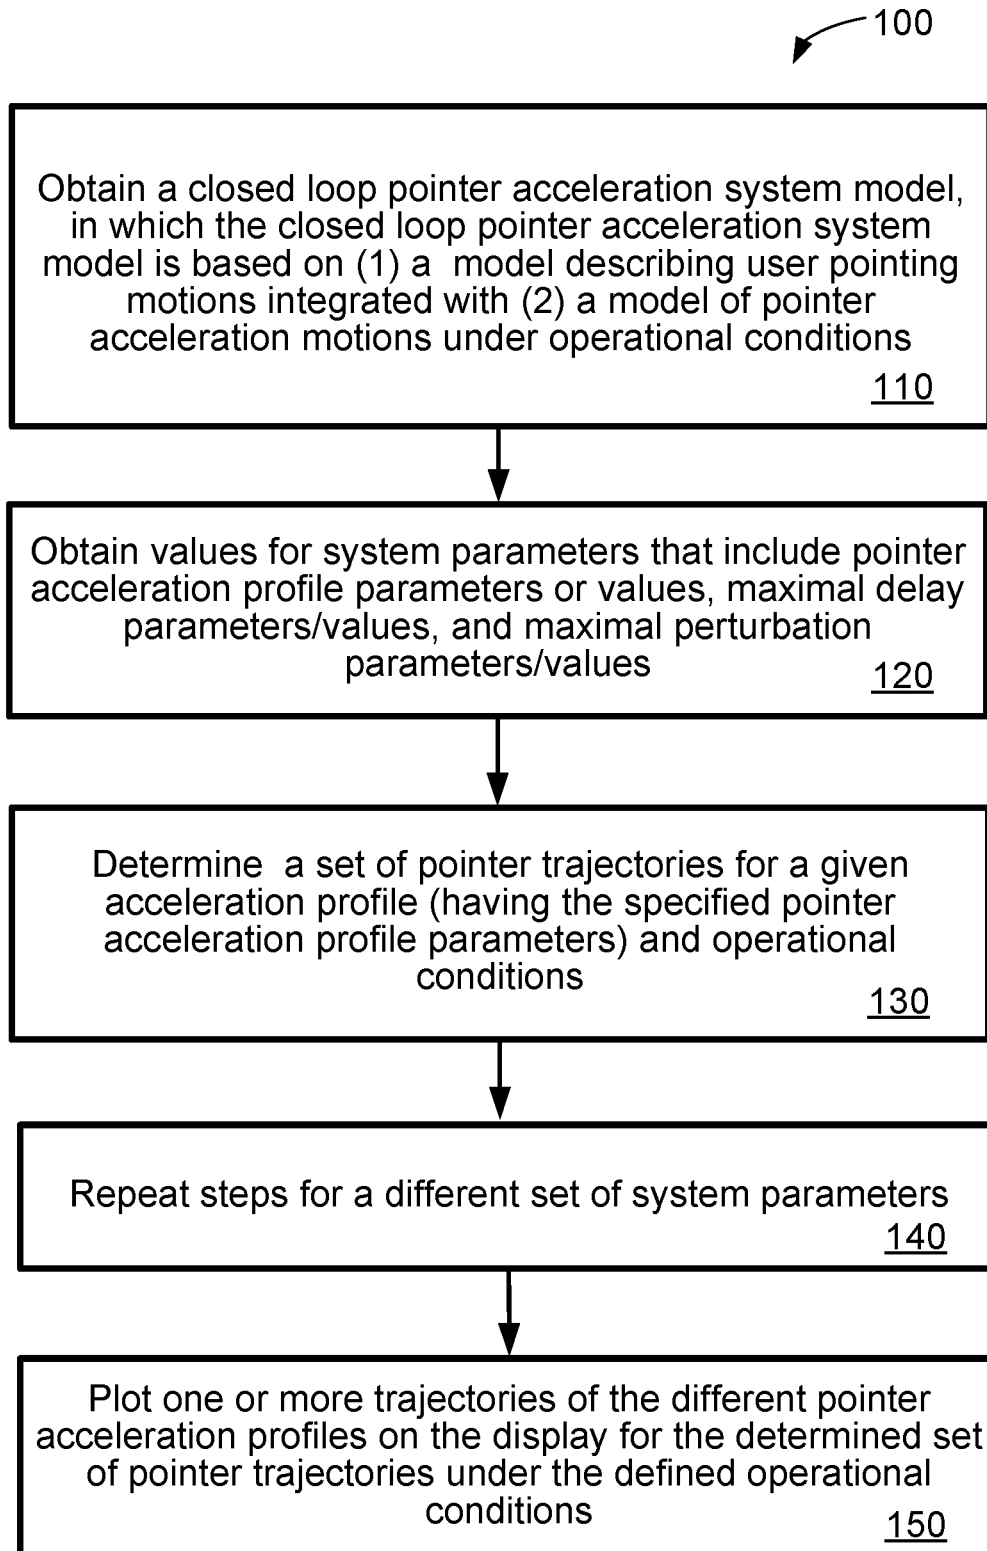 100
Obtain a closed loop pointer acceleration system model,
in which the closed loop pointer acceleration system
model is based on (1) a model describing user pointing
motions integrated with (2) a model of pointer
acceleration motions under operational conditions
110
Obtain values for system parameters that include pointer
acceleration profile parameters or values, maximal delay
parameters/values, and maximal perturbation
parameters/values
120
Determine a set of pointer trajectories for a given
acceleration profile (having the specified pointer
acceleration profile parameters) and operational
conditions
130
Repeat steps for a different set of system parameters
140
Plot one or more trajectories of the different pointer
acceleration profiles on the display for the determined set
of pointer trajectories under the defined operational
conditions
150